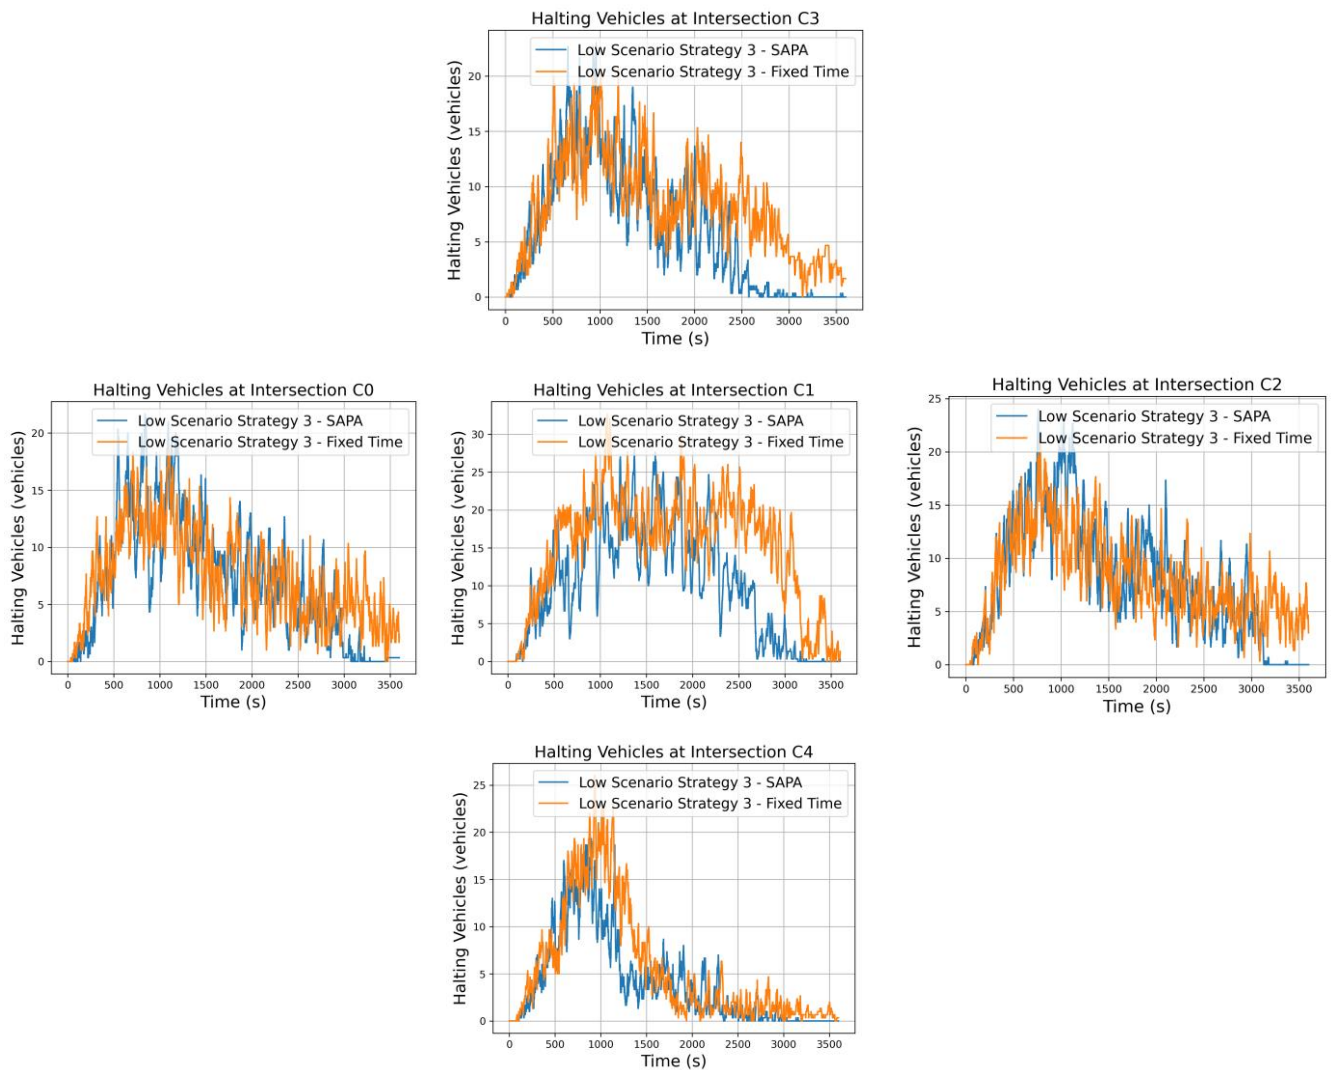 Halting Vehicles at Intersection C3
Low Scenario Strategy 3 - SAPA
Low Scenario Strategy 3 - Fixed Time
Halting Vehicles (vehicles)
20
15
10
5
0
0 500 1000 1500 2000 2500 3000 3500
Time (s)
Halting Vehicles at Intersection C0
Low Scenario Strategy 3 - SAPA
Low Scenario Strategy 3 - Fixed Time
Halting Vehicles (vehicles)
20
15
10
5
0
0 500 1000 1500 2000 2500 3000 3500
Time (s)
Halting Vehicles at Intersection C1
Low Scenario Strategy 3 - SAPA
Low Scenario Strategy 3 - Fixed Time
Halting Vehicles (vehicles)
30
25
20
15
10
5
0
0 500 1000 1500 2000 2500 3000 3500
Time (s)
Halting Vehicles at Intersection C2
Low Scenario Strategy 3 - SAPA
Low Scenario Strategy 3 - Fixed Time
Halting Vehicles (vehicles)
25
20
15
10
5
0
0 500 1000 1500 2000 2500 3000 3500
Time (s)
Halting Vehicles at Intersection C4
Low Scenario Strategy 3 - SAPA
Low Scenario Strategy 3 - Fixed Time
Halting Vehicles (vehicles)
25
20
15
10
5
0
0 500 1000 1500 2000 2500 3000 3500
Time (s)